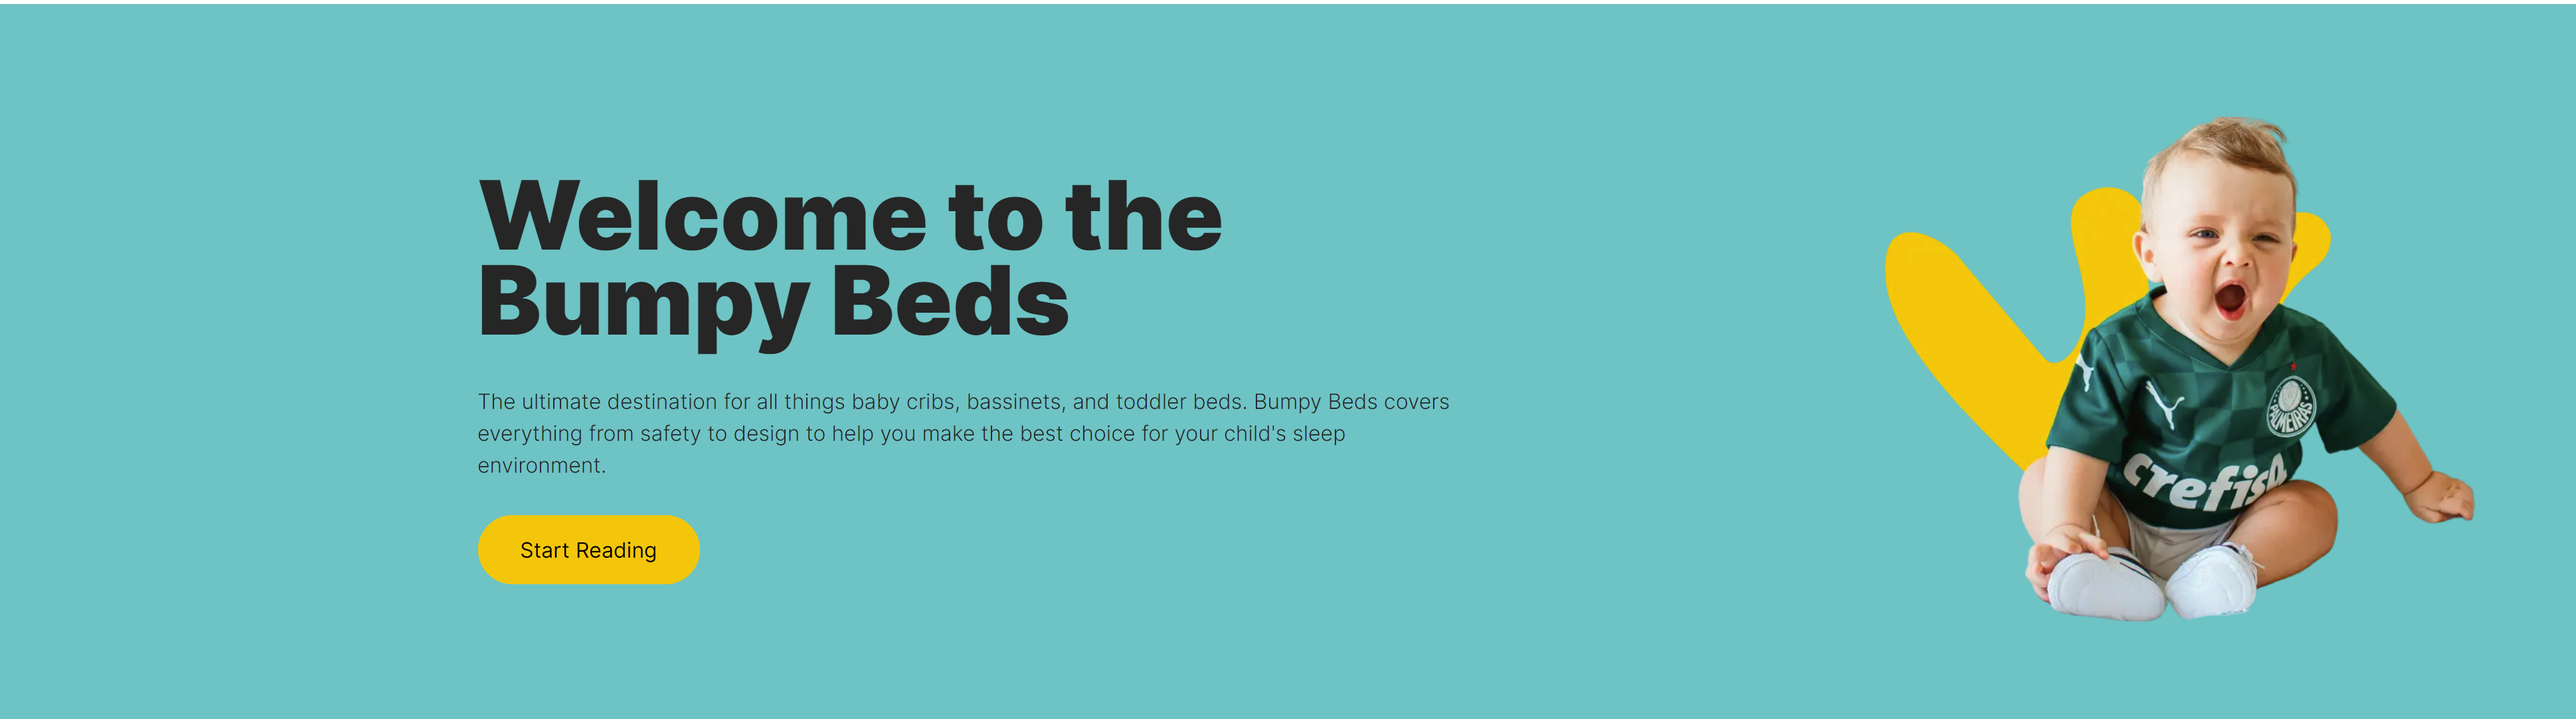 Welcome to the
Bumpy Beds
The ultimate destination for all things baby cribs, bassinets, and toddler beds. Bumpy Beds covers
everything from safety to design to help you make the best choice for your child's sleep
environment.
Start Reading
PALMEIRAS
crefisa